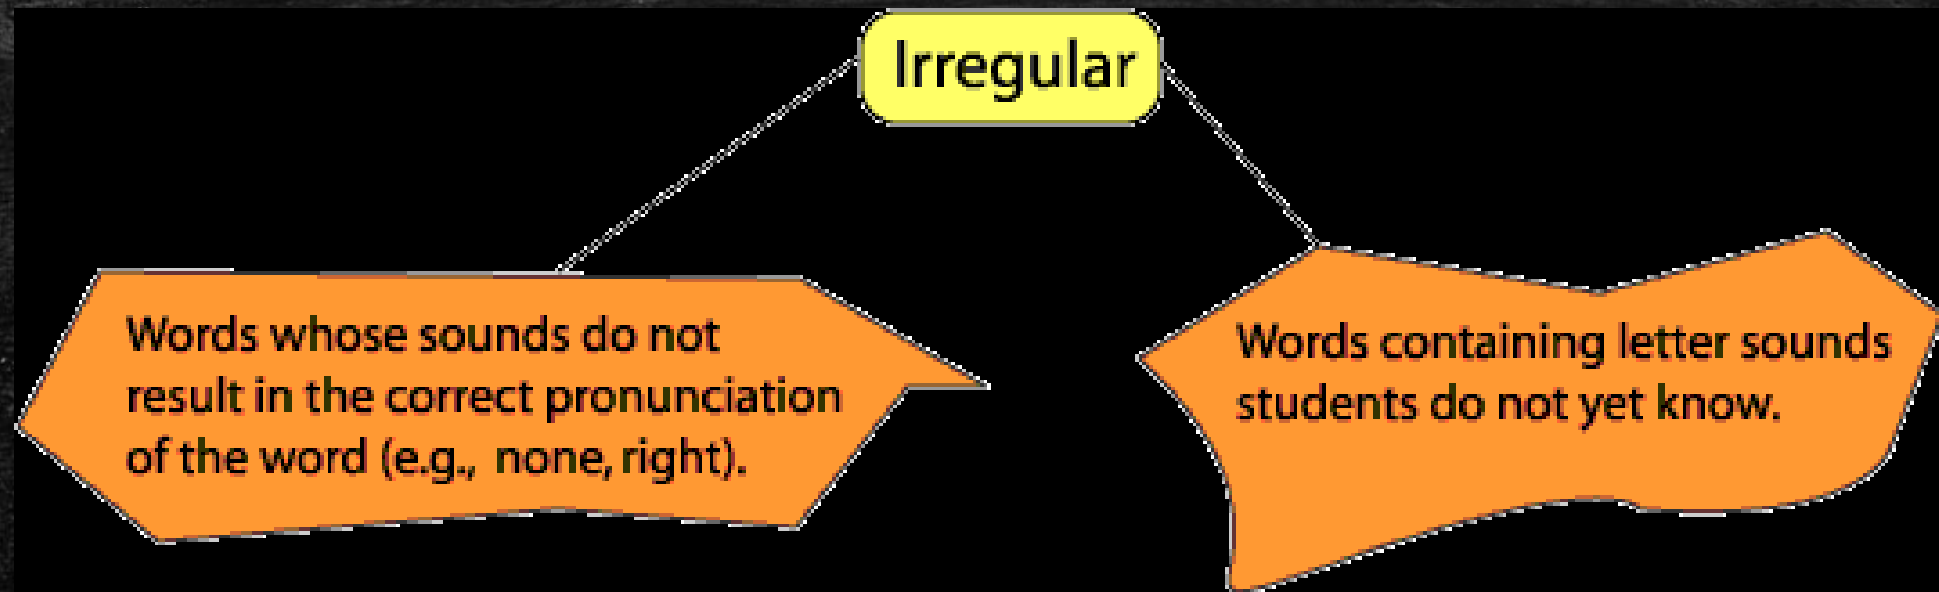 Irregular
Words whose sounds do not
result in the correct pronunciation
of the word (e.g., none, right).
Words containing letter sounds
students do not yet know.